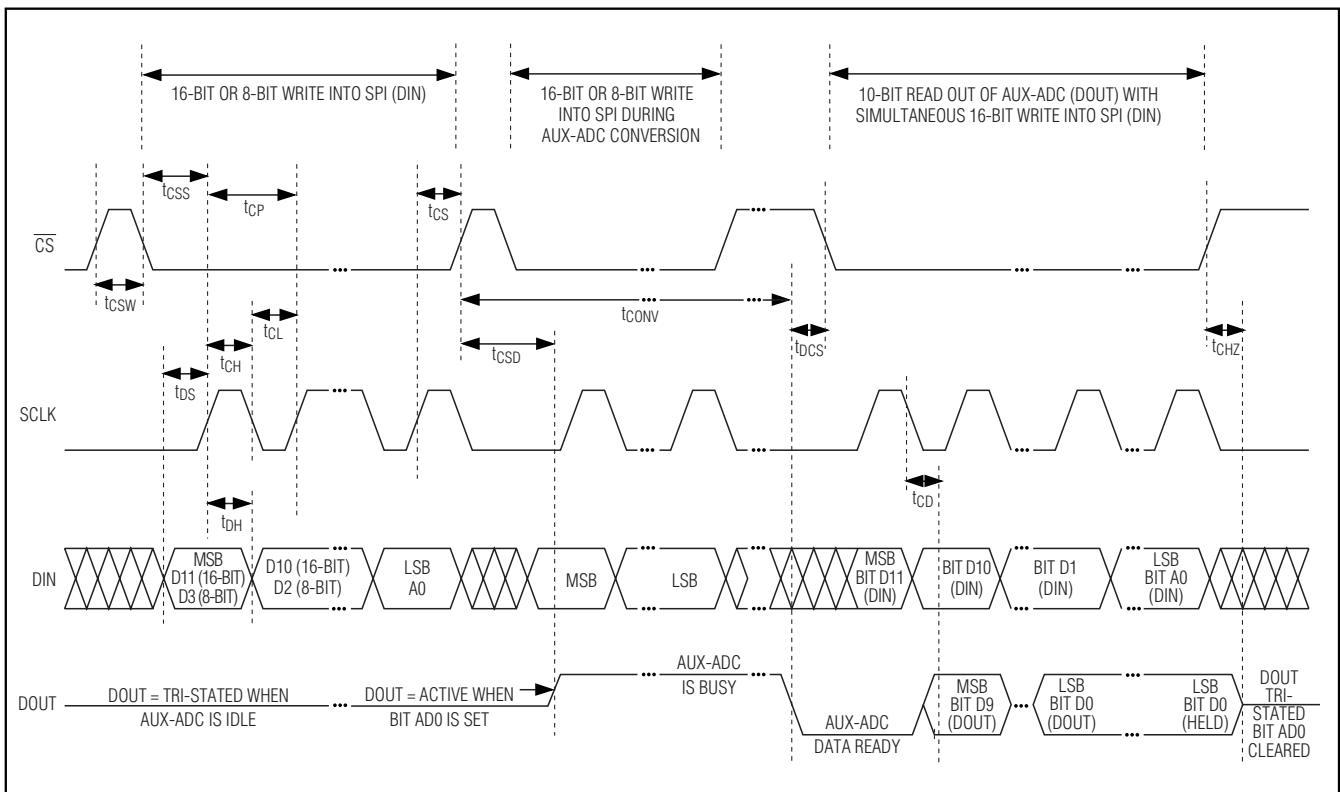 16-BIT OR 8-BIT WRITE INTO SPI (DIN)
16-BIT OR 8-BIT WRITE
INTO SPI DURING
AUX-ADC CONVERSION
10-BIT READ OUT OF AUX-ADC (DOUT) WITH
SIMULTANEOUS 16-BIT WRITE INTO SPI (DIN)
tCSS
tCP
tCS
CS
tCSW
tCL
tCONV
tCH
tCSD
tDCS
tCHZ
tDS
SCLK
tCD
tDH
DIN
MSB
D11 (16-BIT)
D3 (8-BIT)
D10 (16-BIT)
D2 (8-BIT)
LSB
A0
MSB
LSB
MSB
BIT D11
(DIN)
BIT D10
(DIN)
BIT D1
(DIN)
LSB
BIT A0
(DIN)
DOUT
DOUT = TRI-STATED WHEN
AUX-ADC IS IDLE
DOUT = ACTIVE WHEN
BIT AD0 IS SET
AUX-ADC
IS BUSY
AUX-ADC
DATA READY
MSB
BIT D9
(DOUT)
LSB
BIT D0
(DOUT)
LSB
BIT D0
(HELD)
DOUT
TRI-
STATED
BIT AD0
CLEARED